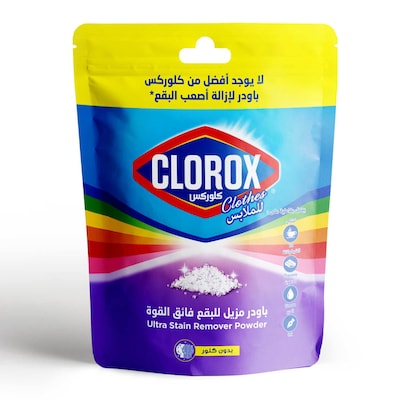 لا يوجد أفضل من كلوركس
باودر لإزالة أصعب البقع*
CLOROX
كلوركس
Clothes
للملابس
باودر مزيل للبقع فائق القوة
Ultra Stain Remover Powder
بدون كلور